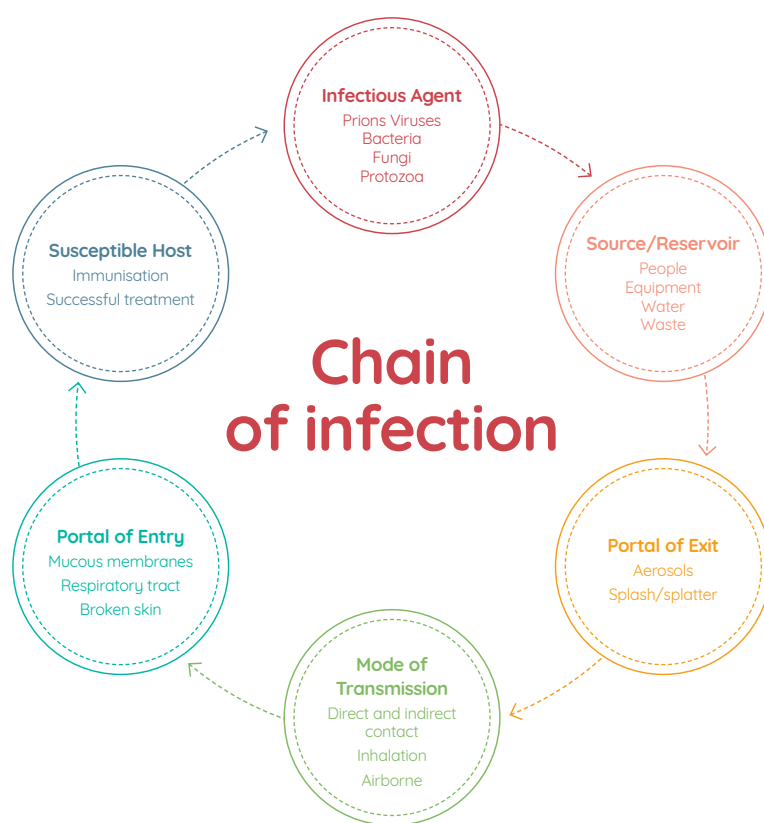 Infectious Agent
Prions Viruses
Bacteria
Fungi
Protozoa
Source/Reservoir
People
Equipment
Water
Waste
Portal of Exit
Aerosols
Splash/splatter
Mode of
Transmission
Direct and indirect
contact
Inhalation
Airborne
Portal of Entry
Mucous membranes
Respiratory tract
Broken skin
Susceptible Host
Immunisation
Successful treatment
Chain
of infection